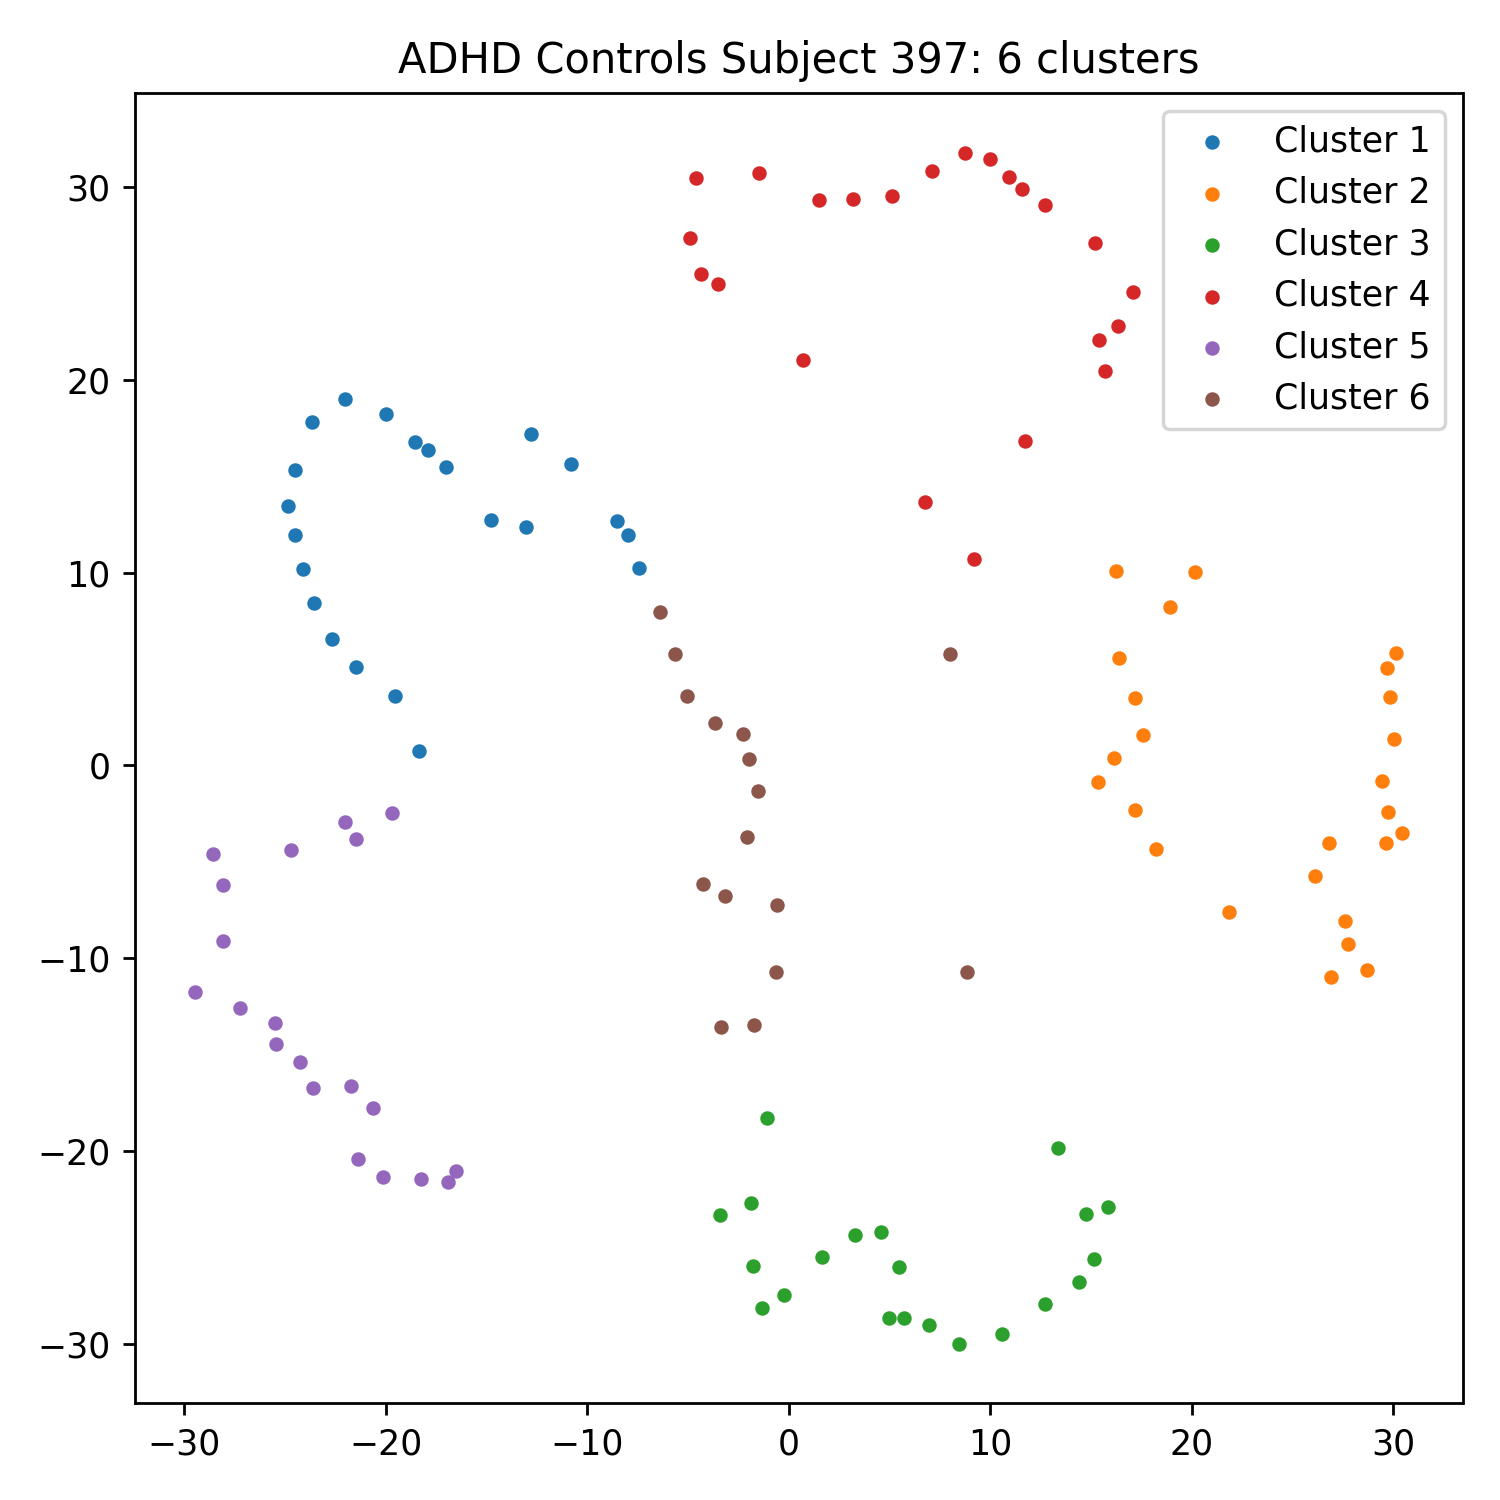 ADHD Controls Subject 397: 6 clusters
Cluster 1
Cluster 2
Cluster 3
Cluster 4
Cluster 5
Cluster 6
30
20
10
0
−10
−20
−30
−30 −20 −10 0 10 20 30